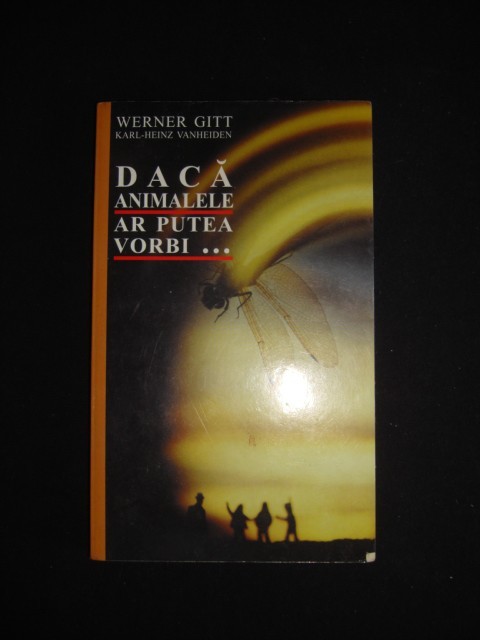 WERNER GITT
KARL-HEINZ VANHEIDEN
DACĂ
ANIMALELE
AR PUTEA
VORBI ...